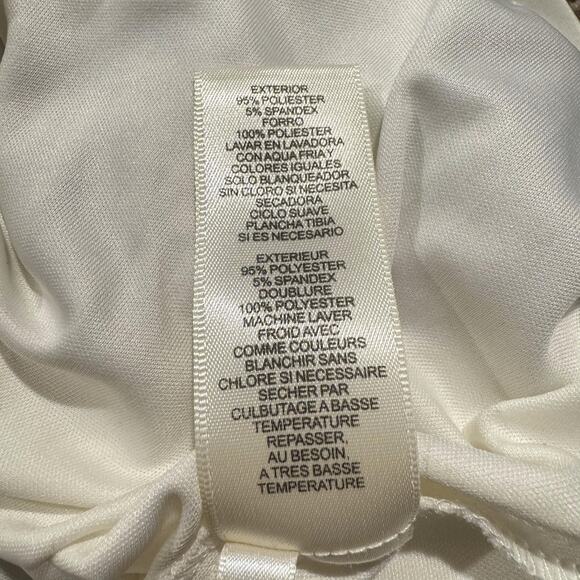 EXTERIOR
95% POLIESTER
5% SPANDEX
FORRO
100% POLIESTER
LAVAR EN LAVADORA
CON AQUA FRIA Y
COLORES IGUALES
SOLO BLANQUEADOR
SIN CLORO SI NECESITA
SECADORA
CICLO SUAVE
PLANCHA TIBIA
SI ES NECESARIO
EXTERIEUR
95% POLYESTER
5% SPANDEX
DOUBLURE
100% POLYESTER
MACHINE LAVER
FROID AVEC
COMME COULEURS
BLANCHIR SANS
CHLORE SI NECESSAIRE
SECHER PAR
CULBUTAGE A BASSE
TEMPERATURE
REPASSER,
AU BESOIN,
A TRES BASSE
TEMPERATURE